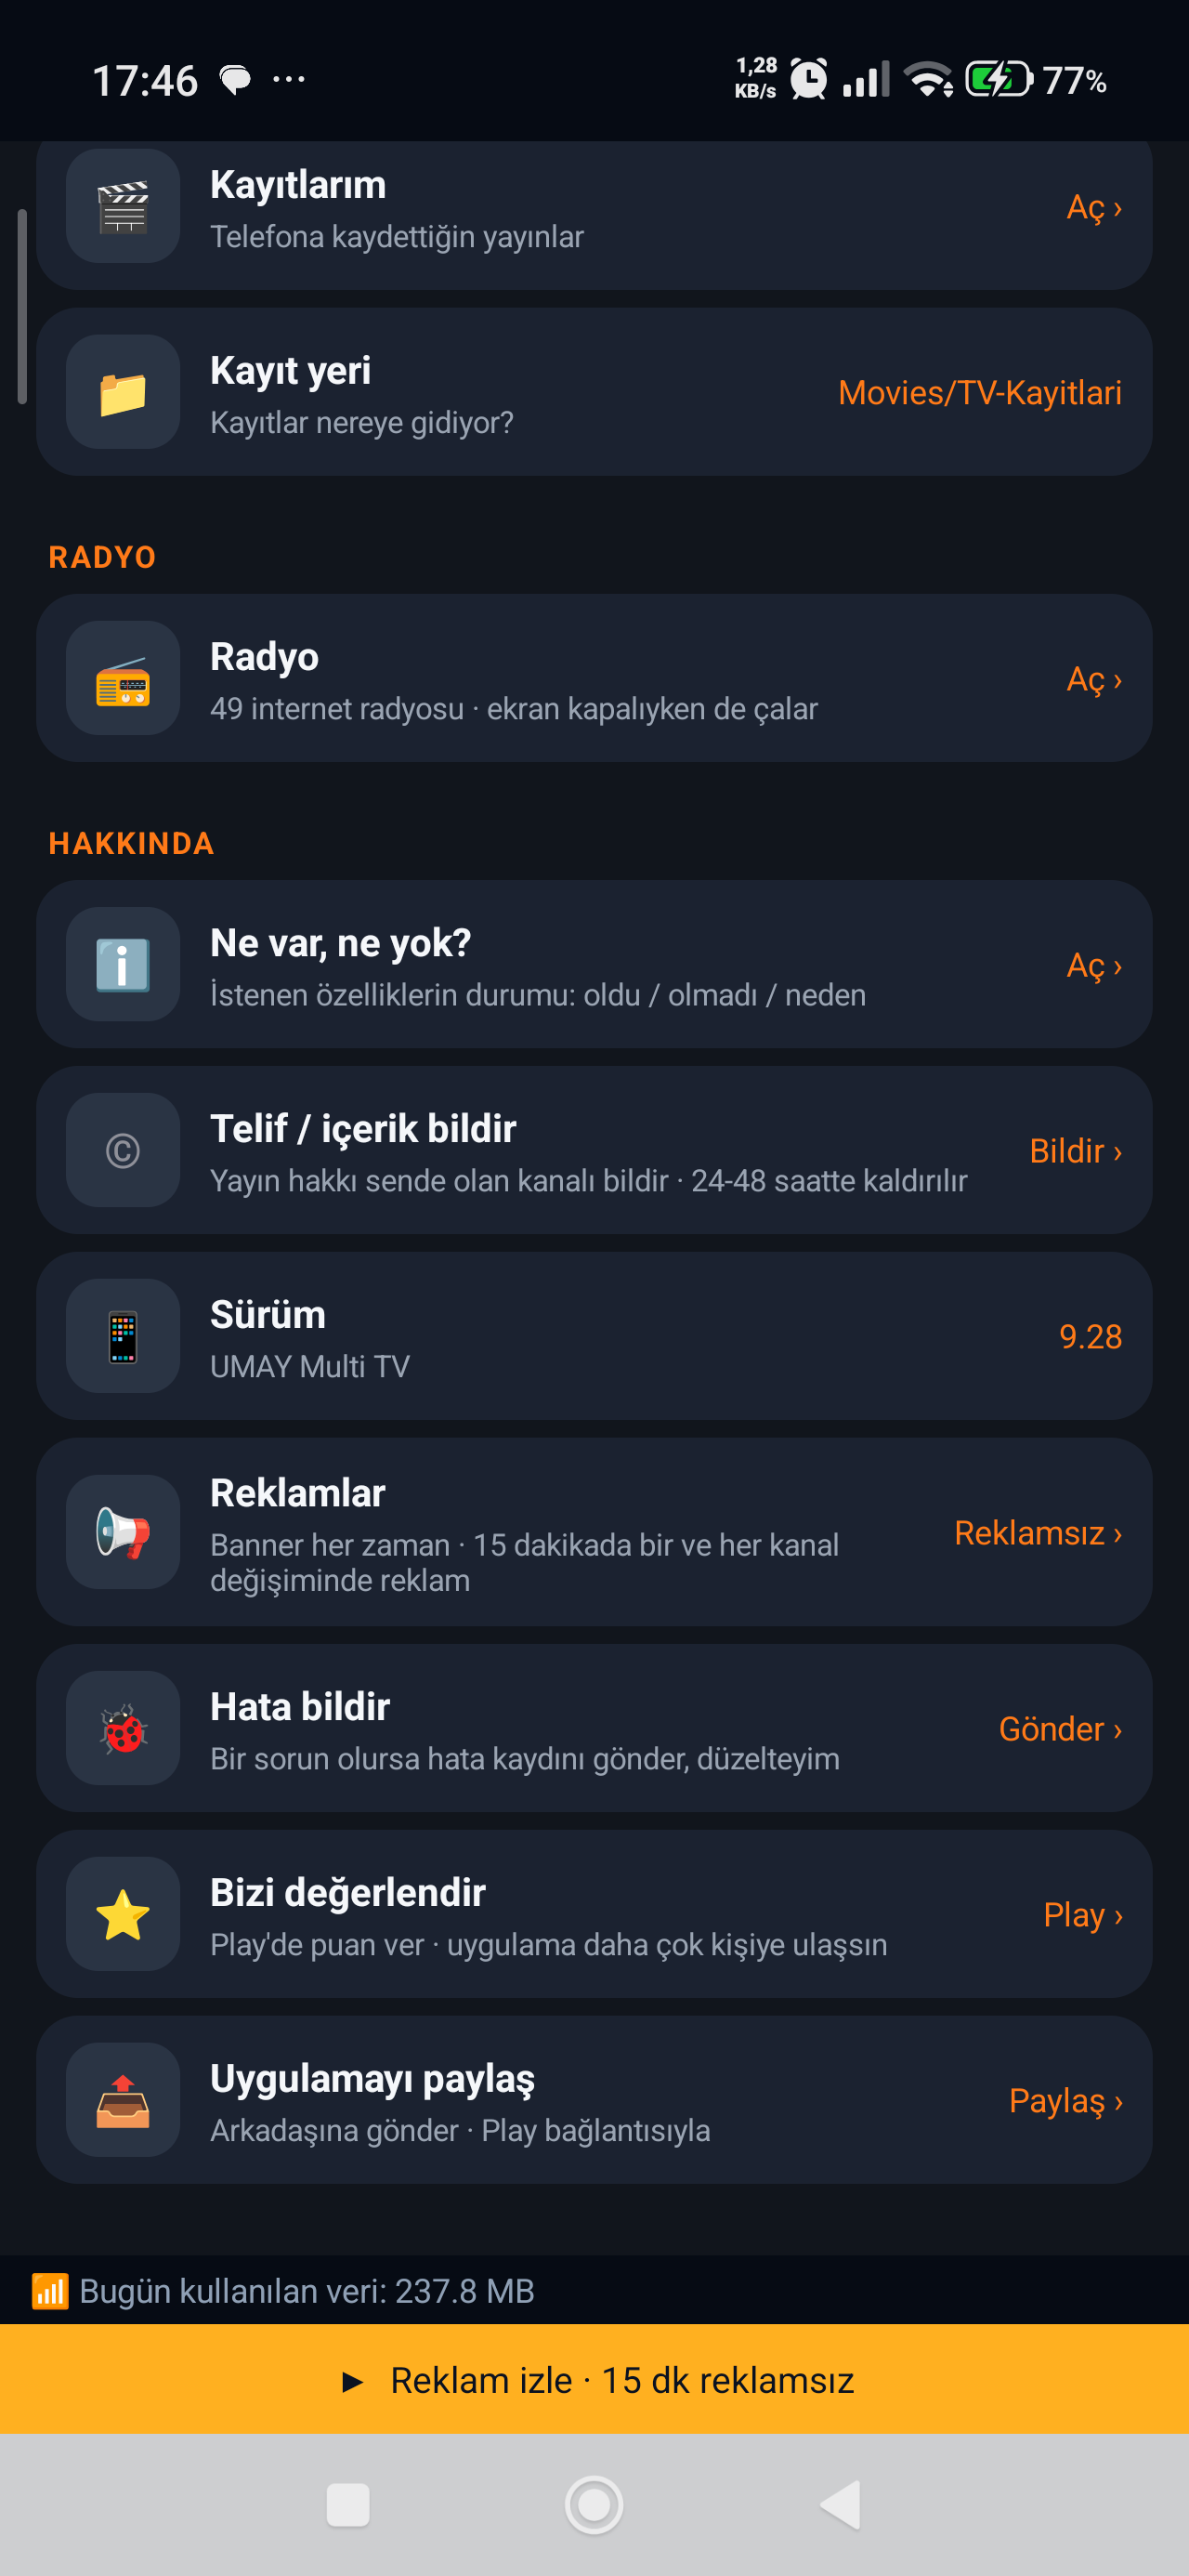 17:46
1,28
KB/s
77%
Kayıtlarım
Telefona kaydettiğin yayınlar
Aç ›
Kayıt yeri
Kayıtlar nereye gidiyor?
Movies/TV-Kayitlari
RADYO
Radyo
49 internet radyosu · ekran kapalıyken de çalar
Aç ›
HAKKINDA
Ne var, ne yok?
İstenen özelliklerin durumu: oldu / olmadı / neden
Aç ›
Telif / içerik bildir
Yayın hakkı sende olan kanalı bildir · 24-48 saatte kaldırılır
Bildir ›
Sürüm
UMAY Multi TV
9.28
Reklamlar
Banner her zaman · 15 dakikada bir ve her kanal
değişiminde reklam
Reklamsız ›
Hata bildir
Bir sorun olursa hata kaydını gönder, düzelteyim
Gönder ›
Bizi değerlendir
Play'de puan ver · uygulama daha çok kişiye ulaşsın
Play ›
Uygulamayı paylaş
Arkadaşına gönder · Play bağlantısıyla
Paylaş ›
Bugün kullanılan veri: 237.8 MB
► Reklam izle · 15 dk reklamsız